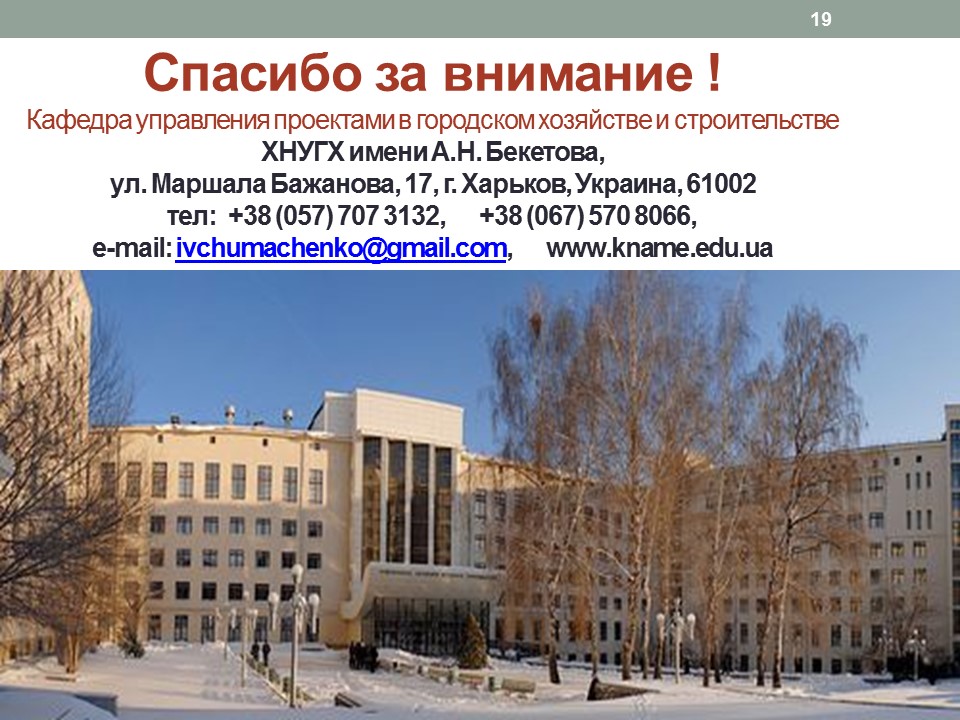 19
Спасибо за внимание !
Кафедра управления проектами в городском хозяйстве и строительстве
ХНУГХ имени А.Н. Бекетова,
ул. Маршала Бажанова, 17, г. Харьков, Украина, 61002
тел: +38 (057) 707 3132, +38 (067) 570 8066,
e-mail: ivchumachenko@gmail.com, www.kname.edu.ua